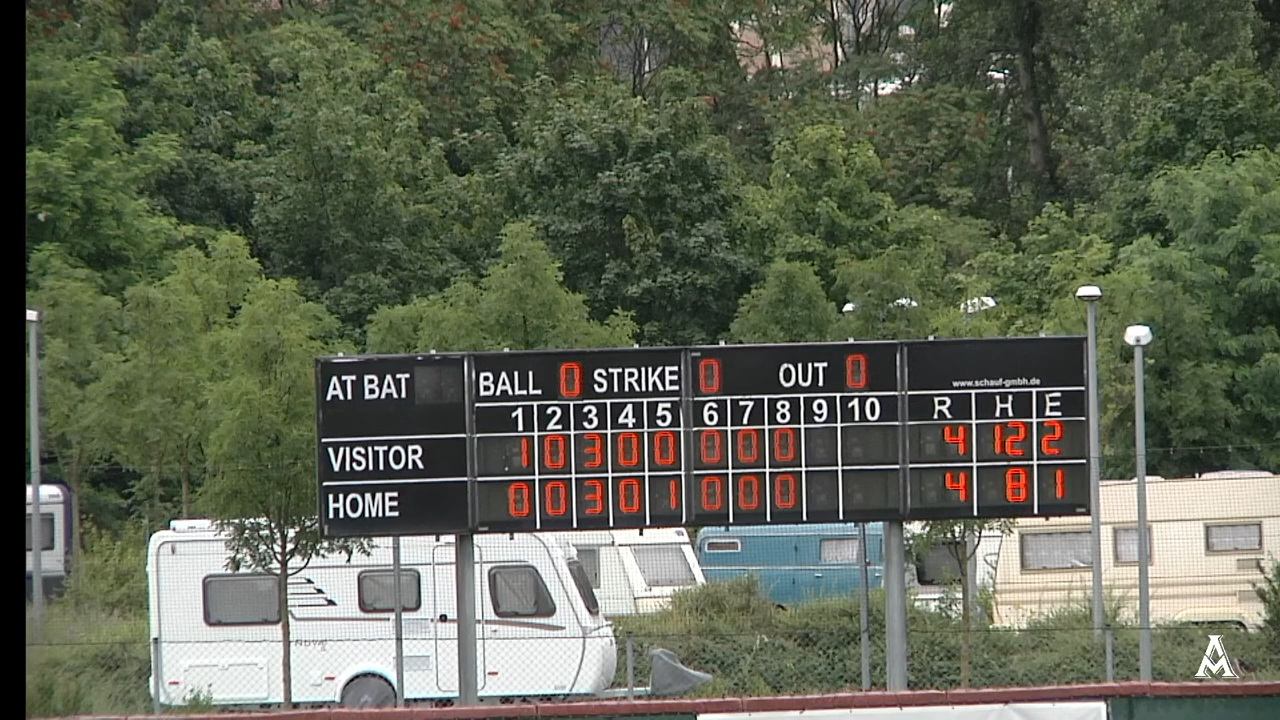 AT BAT BALL 0 STRIKE 0 OUT 0 www.schauf-gmbh.de
1 2 3 4 5 6 7 8 9 10 R H E
VISITOR 1 0 3 0 0 0 0 0 4 12 2
HOME 0 0 3 0 1 0 0 0 4 8 1